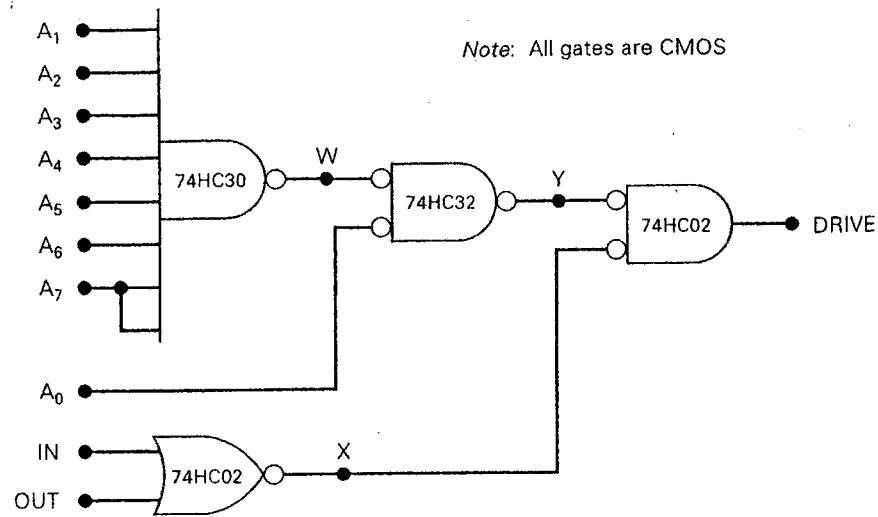 A₁
Note: All gates are CMOS
A₂
A₃
A₄
W
74HC30
Y
74HC32
A₅
74HC02
DRIVE
A₆
A₇
A₀
IN
X
74HC02
OUT